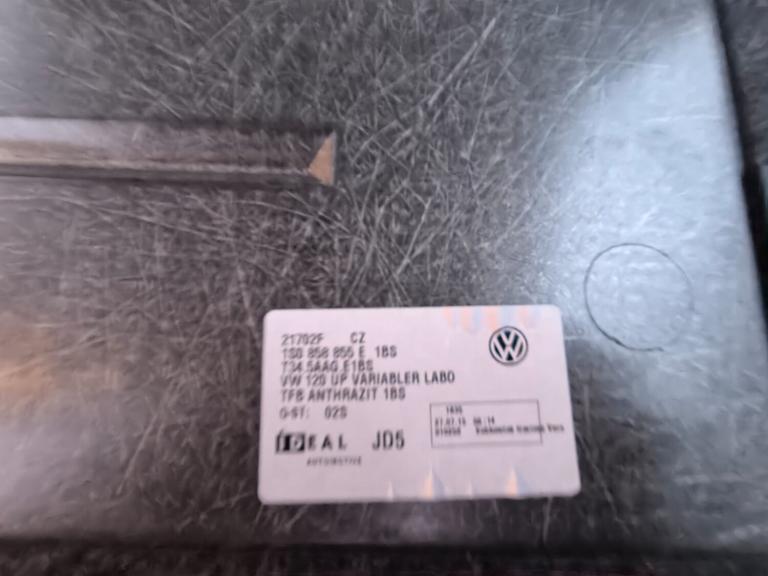 21702F CZ
1S0 858 855 E 1BS
T34.5AAG E1BS
VW 120 UP VARIABLER LABO
TFB ANTHRAZIT 1BS
Q-ST: 02S
IDEAL JD5
AUTOMOTIVE
VW